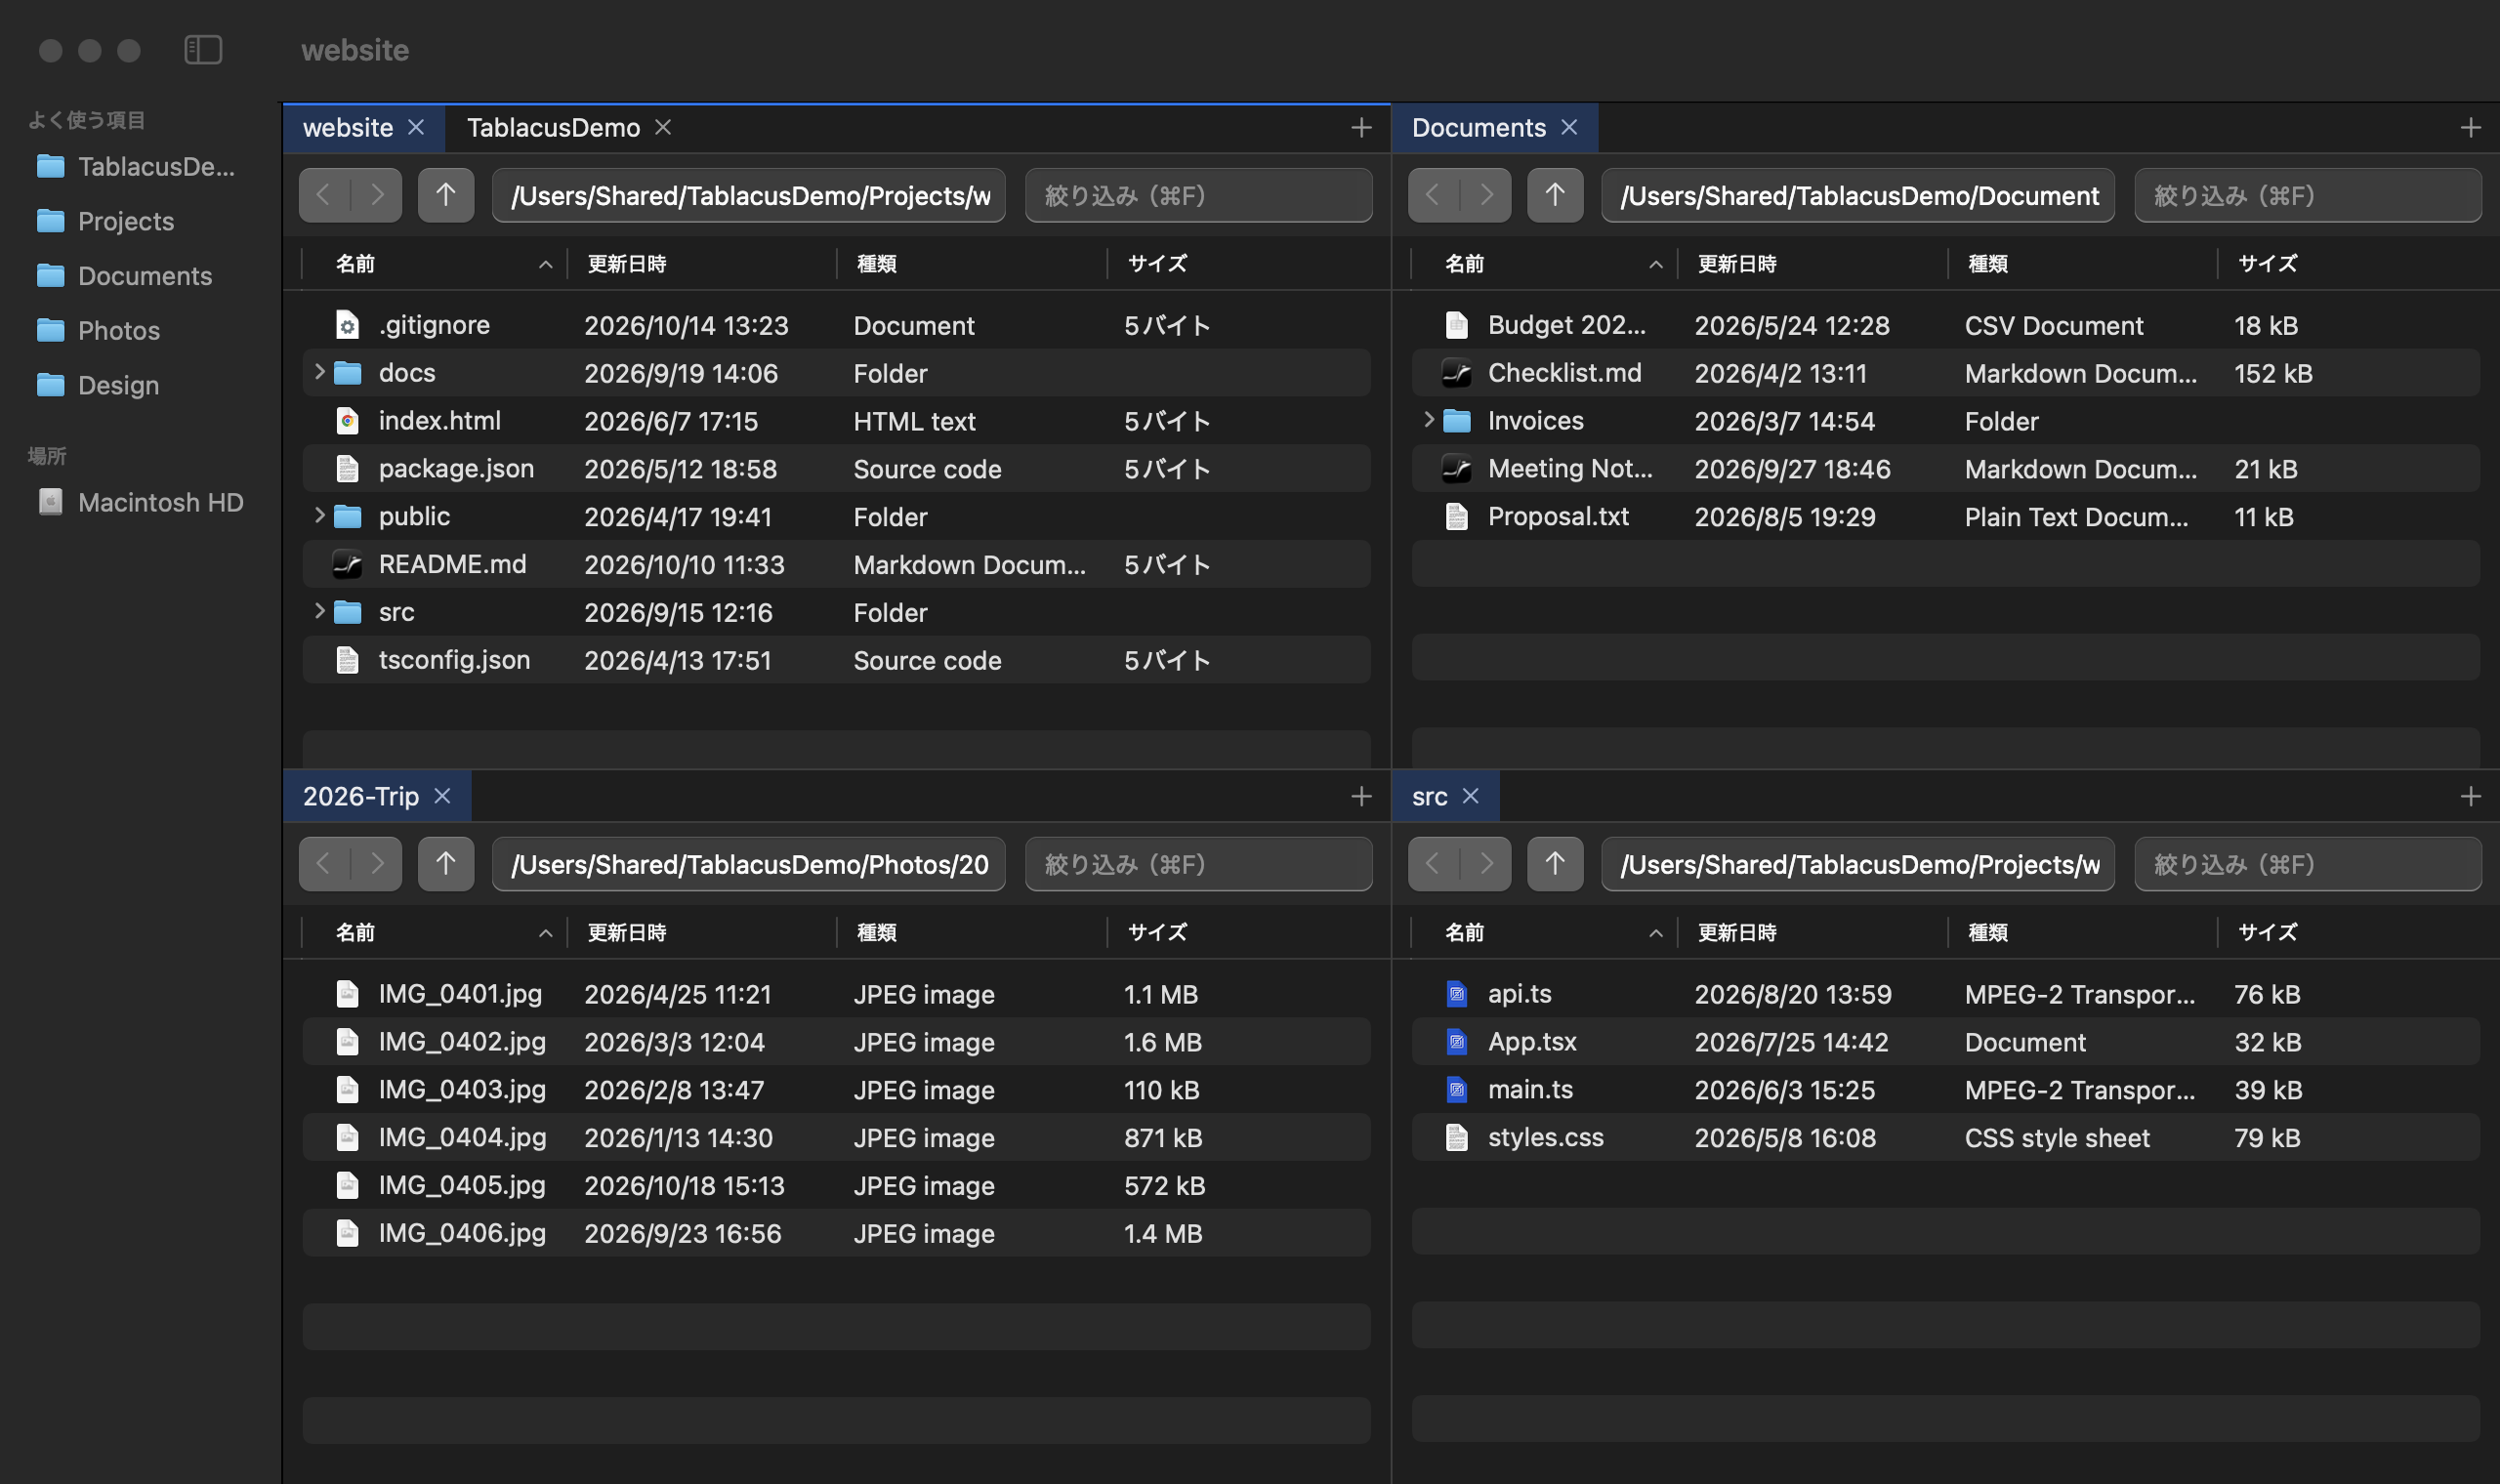 website
よく使う項目
TablacusDe...
Projects
Documents
Photos
Design
場所
Macintosh HD
website TablacusDemo
/Users/Shared/TablacusDemo/Projects/w 絞り込み (⌘F)
名前 更新日時 種類 サイズ
.gitignore 2026/10/14 13:23 Document 5バイト
docs 2026/9/19 14:06 Folder
index.html 2026/6/7 17:15 HTML text 5バイト
package.json 2026/5/12 18:58 Source code 5バイト
public 2026/4/17 19:41 Folder
README.md 2026/10/10 11:33 Markdown Docum... 5バイト
src 2026/9/15 12:16 Folder
tsconfig.json 2026/4/13 17:51 Source code 5バイト
Documents
/Users/Shared/TablacusDemo/Document 絞り込み (⌘F)
名前 更新日時 種類 サイズ
Budget 202... 2026/5/24 12:28 CSV Document 18 kB
Checklist.md 2026/4/2 13:11 Markdown Docum... 152 kB
Invoices 2026/3/7 14:54 Folder
Meeting Not... 2026/9/27 18:46 Markdown Docum... 21 kB
Proposal.txt 2026/8/5 19:29 Plain Text Docum... 11 kB
2026-Trip
/Users/Shared/TablacusDemo/Photos/20 絞り込み (⌘F)
名前 更新日時 種類 サイズ
IMG_0401.jpg 2026/4/25 11:21 JPEG image 1.1 MB
IMG_0402.jpg 2026/3/3 12:04 JPEG image 1.6 MB
IMG_0403.jpg 2026/2/8 13:47 JPEG image 110 kB
IMG_0404.jpg 2026/1/13 14:30 JPEG image 871 kB
IMG_0405.jpg 2026/10/18 15:13 JPEG image 572 kB
IMG_0406.jpg 2026/9/23 16:56 JPEG image 1.4 MB
src
/Users/Shared/TablacusDemo/Projects/w 絞り込み (⌘F)
名前 更新日時 種類 サイズ
api.ts 2026/8/20 13:59 MPEG-2 Transpor... 76 kB
App.tsx 2026/7/25 14:42 Document 32 kB
main.ts 2026/6/3 15:25 MPEG-2 Transpor... 39 kB
styles.css 2026/5/8 16:08 CSS style sheet 79 kB